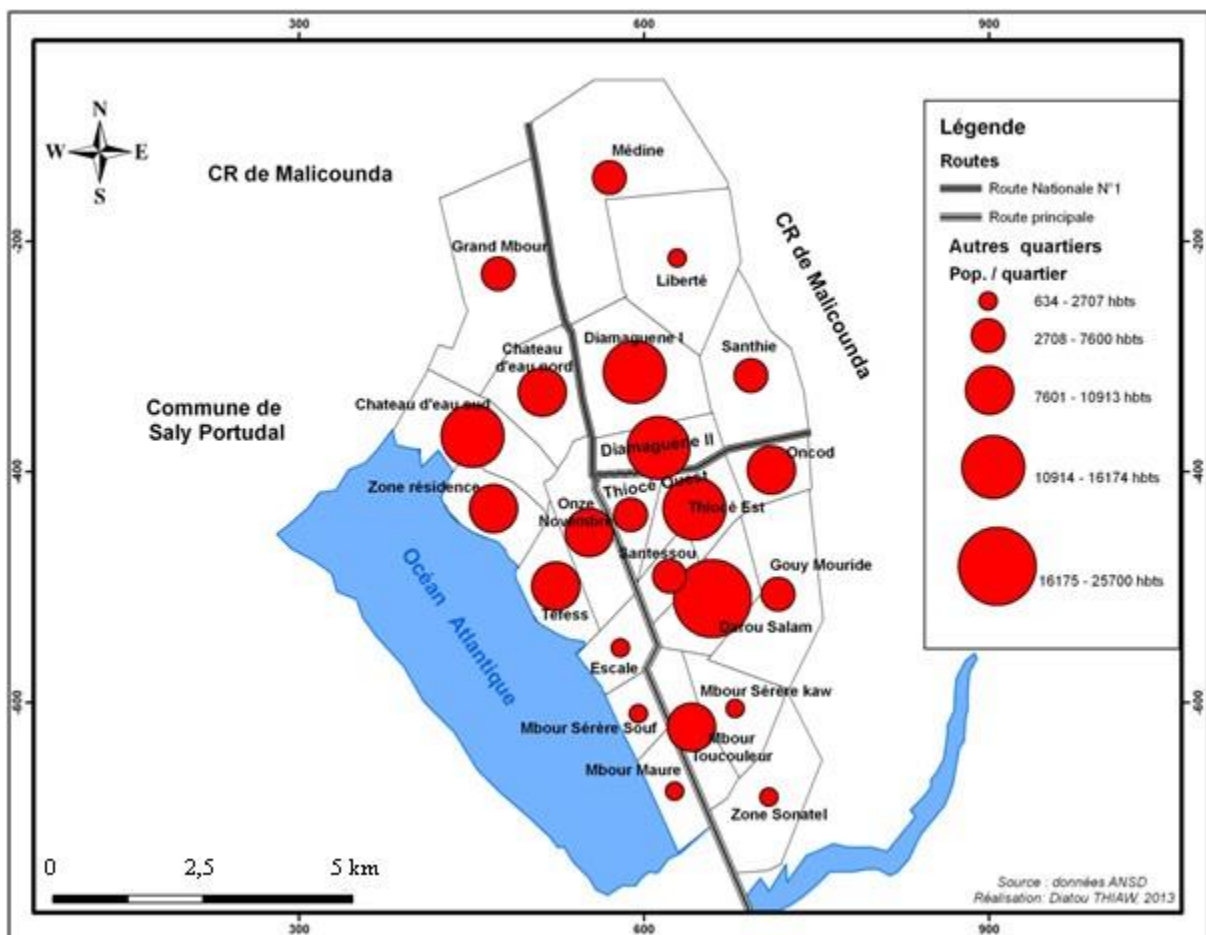 300
600
900
N
W
E
S
CR de Malicounda
Médine
Légende
Routes
Route Nationale N°1
Route principale
Autres quartiers
Pop. / quartier
634 - 2707 hbts
2708 - 7600 hbts
7601 - 10913 hbts
10914 - 16174 hbts
16175 - 25700 hbts
-200
-200
Grand Mbour
Liberté
CR de Malicounda
Diamaguene I
Chateau
d'eau nord
Santhie
Commune de
Saly Portudal
Chateau d'eau sud
Diamaguene II
Oncod
-400
-400
Zone résidence
Thiocé Ouest
Onze
Novembre
Thiocé Est
Santessou
Gouy Mouride
Océan Atlantique
Téfess
Darou Salam
Escale
-600
-600
Mbour Sérère kaw
Mbour Sérère Souf
Mbour
Toucouleur
Mbour Maure
Zone Sonatel
0
2,5
5 km
Source : données ANSD
Réalisation: Diatou THIAW, 2013
300
600
900